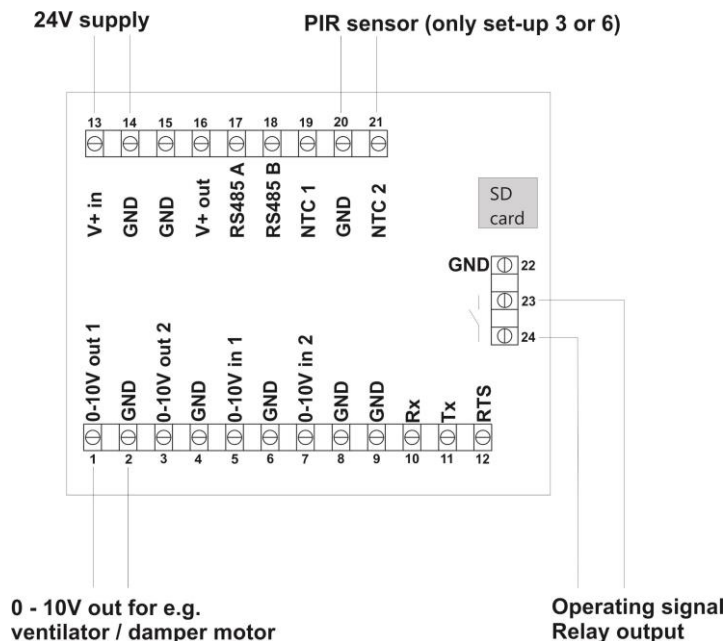 24V supply
PIR sensor (only set-up 3 or 6)
13 14 15 16 17 18 19 20 21
V+ in
GND
GND
V+ out
RS485 A
RS485 B
NTC 1
GND
NTC 2
SD
card
GND 22
23
24
0-10V out 1
GND
0-10V out 2
GND
0-10V in 1
GND
0-10V in 2
GND
GND
Rx
Tx
RTS
1 2 3 4 5 6 7 8 9 10 11 12
0 - 10V out for e.g.
ventilator / damper motor
Operating signal
Relay output